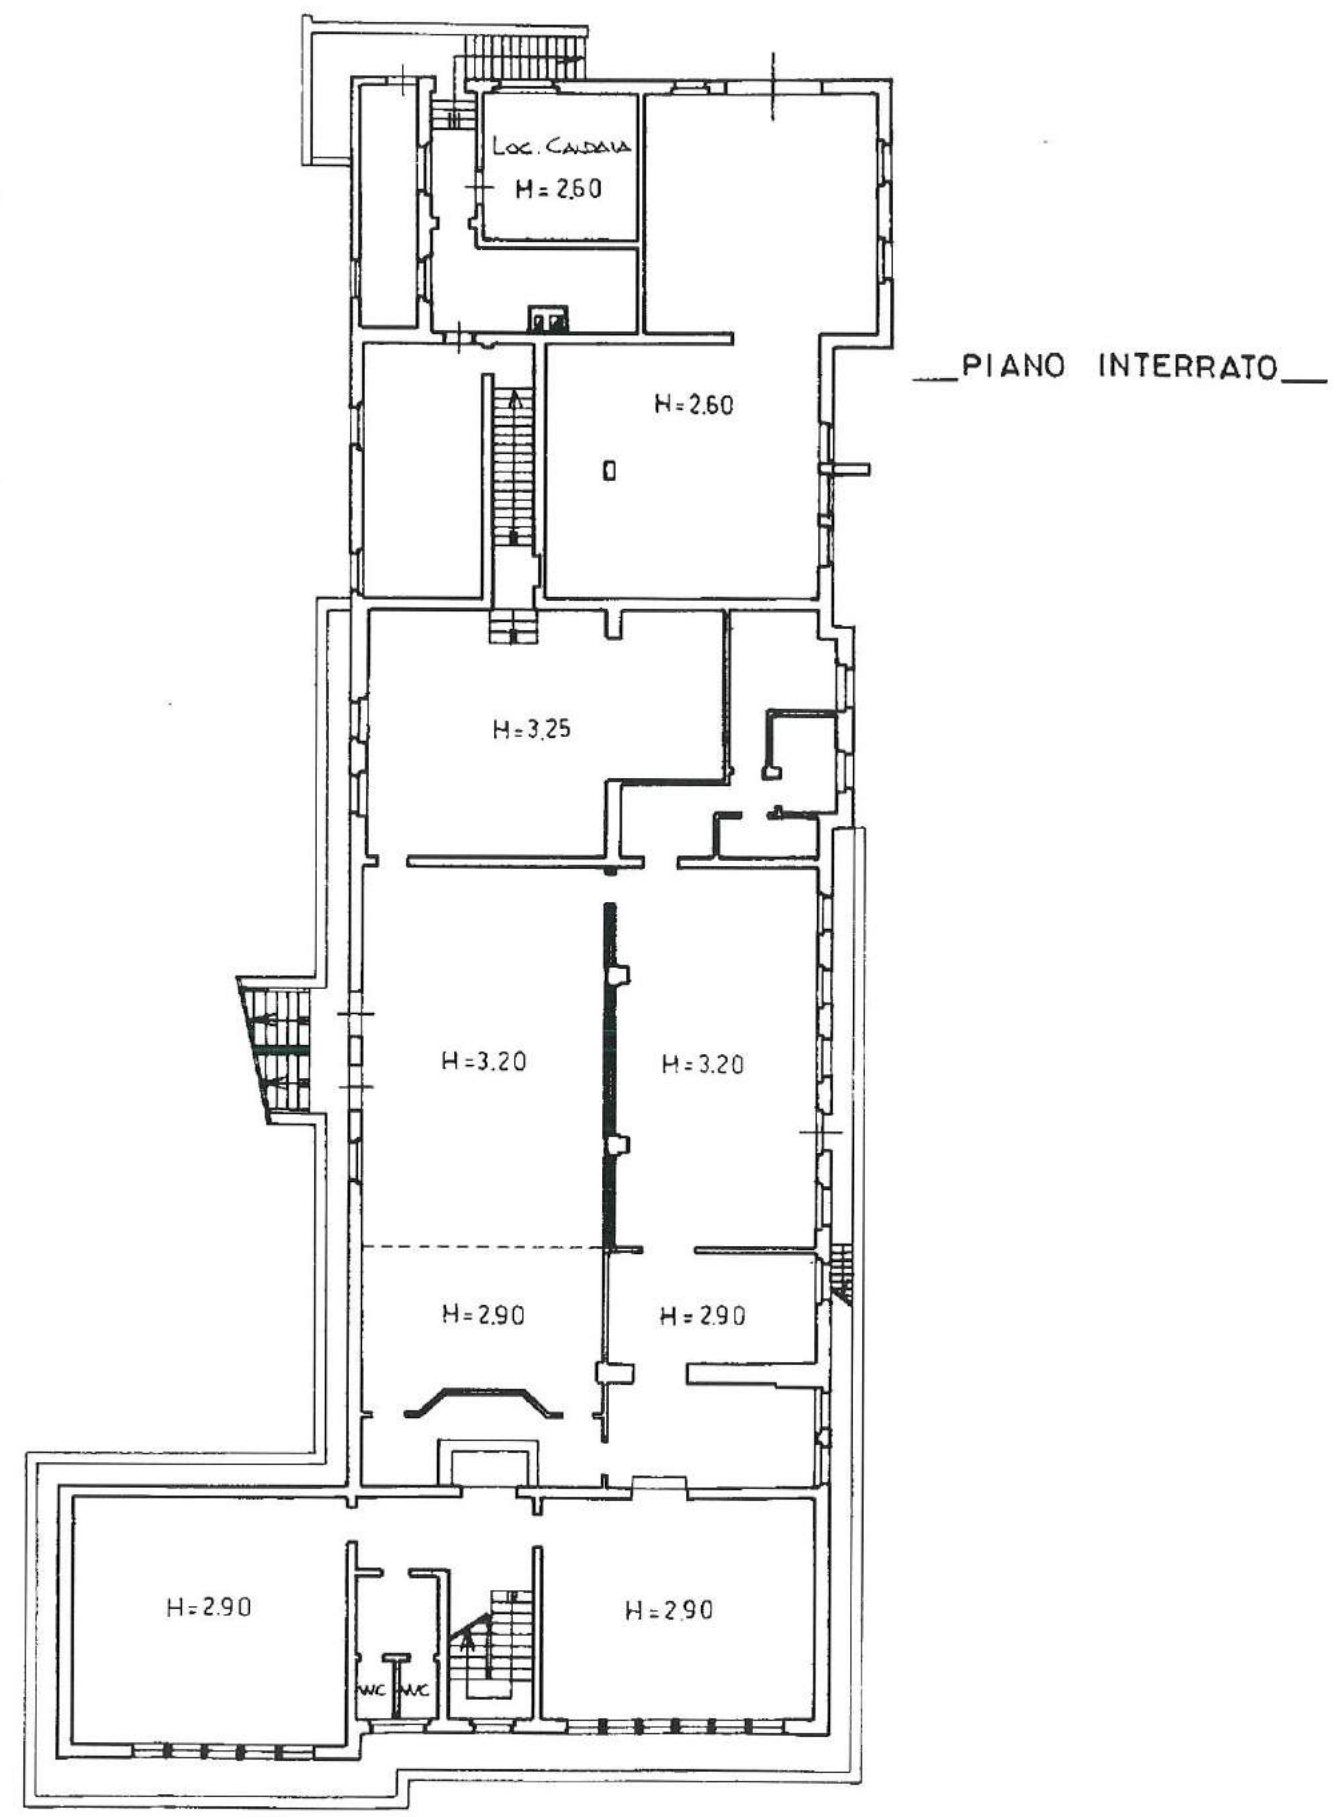 LOC. CALDAIA
H=2.60
PIANO INTERRATO
H=2.60
H=3.25
H=3.20
H=3.20
H=2.90
H=2.90
H=2.90
H=2.90
WC WC